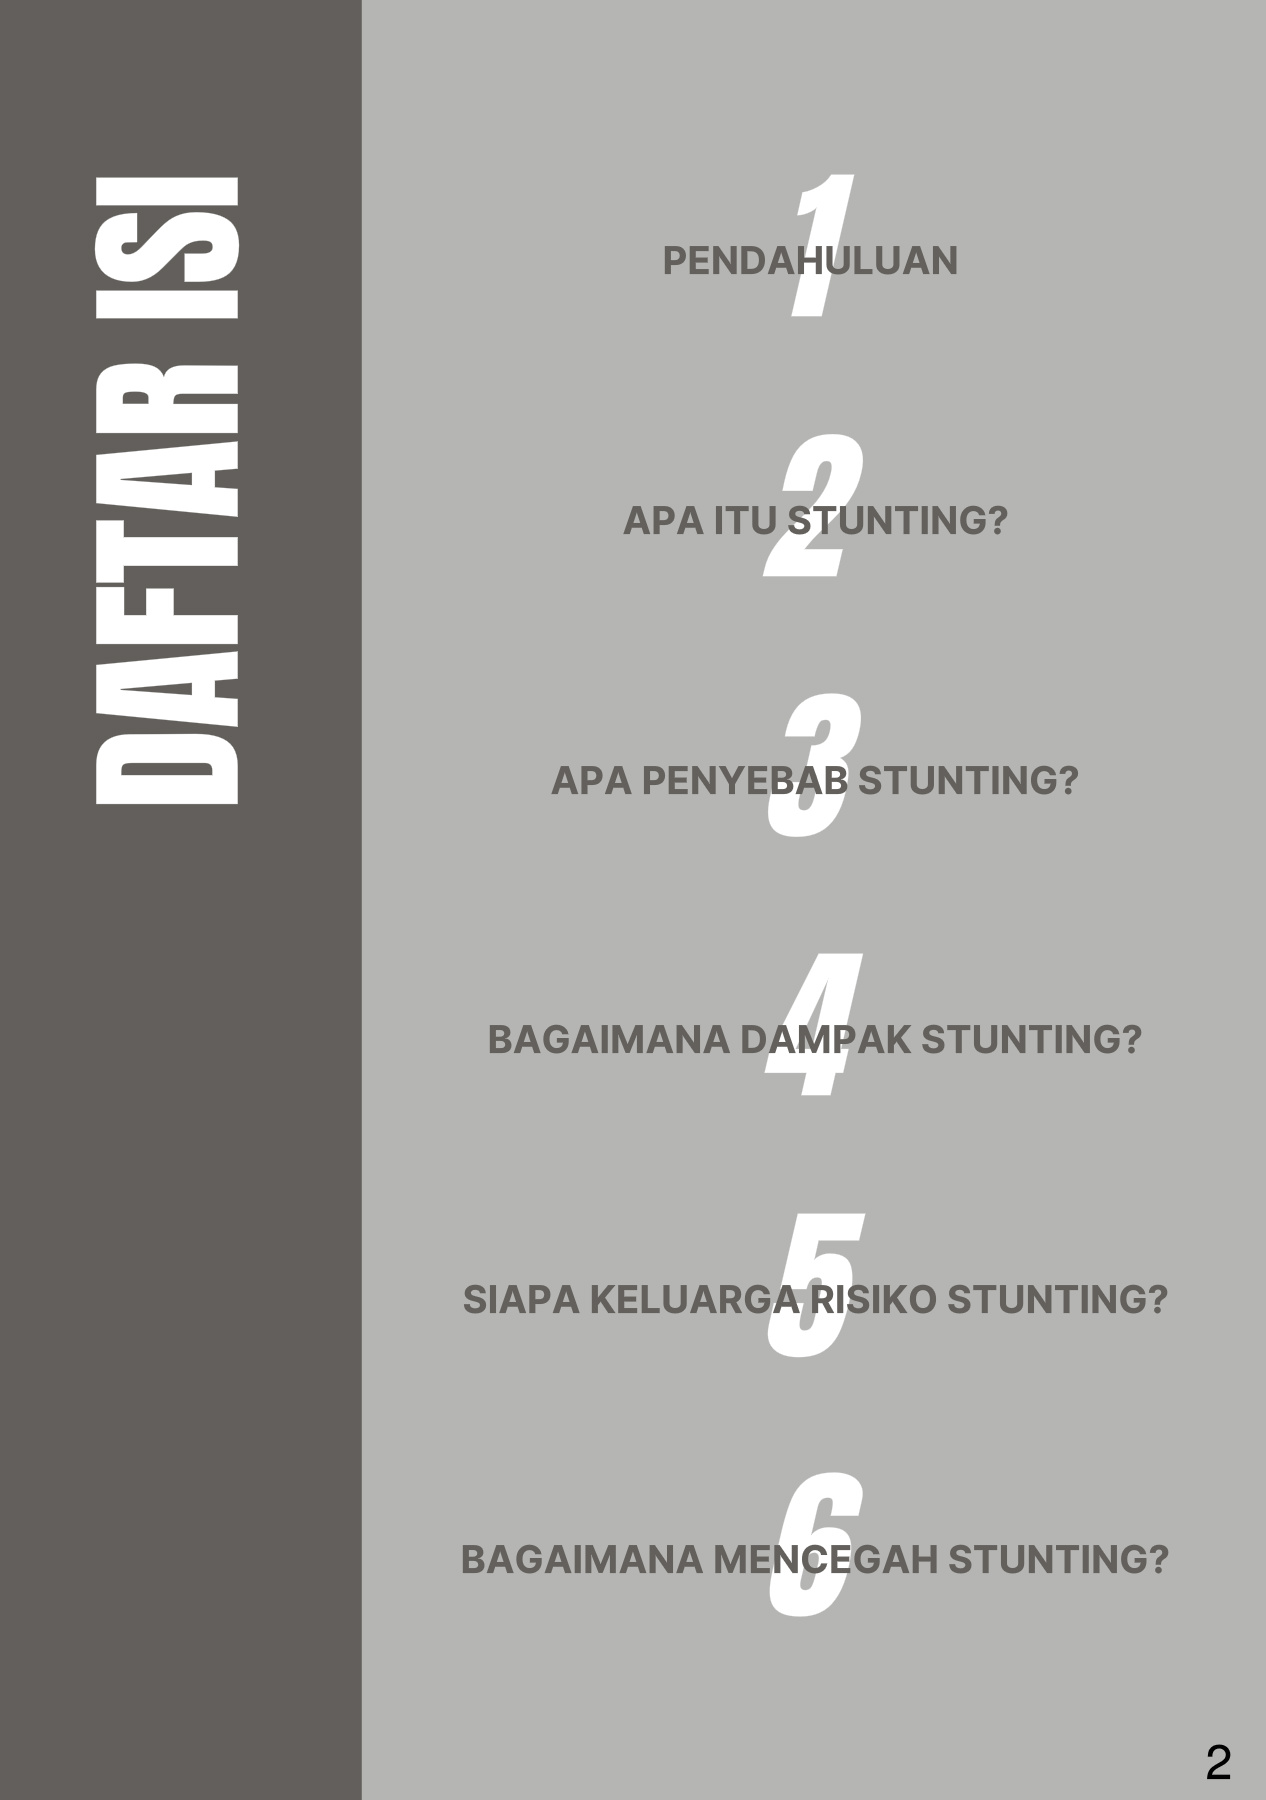 DAFTAR ISI
1
PENDAHULUAN
2
APA ITU STUNTING?
3
APA PENYEBAB STUNTING?
4
BAGAIMANA DAMPAK STUNTING?
5
SIAPA KELUARGA RISIKO STUNTING?
6
BAGAIMANA MENCEGAH STUNTING?
2